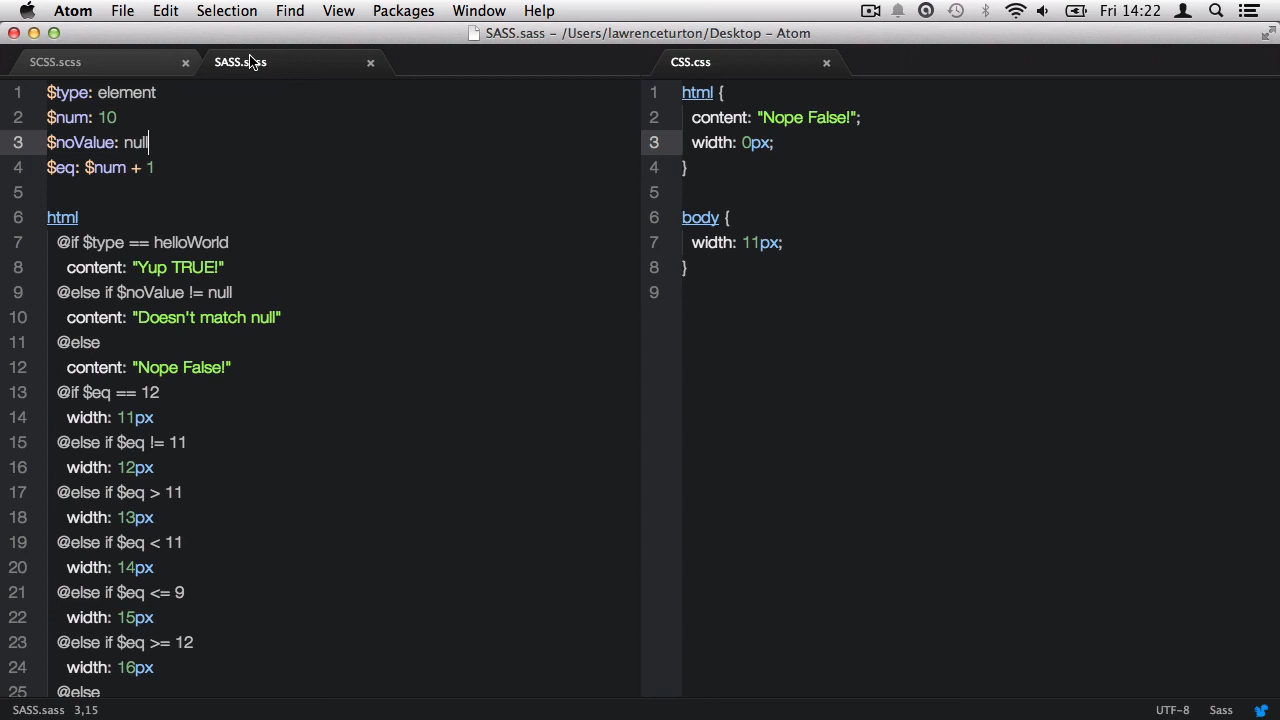 Atom File Edit Selection Find View Packages Window Help Fri 14:22
SASS.sass – /Users/lawrenceturton/Desktop – Atom
SCSS.scss
SASS.sass
CSS.css
1 $type: element
2 $num: 10
3 $noValue: null
4 $eq: $num + 1
5
6 html
7 @if $type == helloWorld
8 content: "Yup TRUE!"
9 @else if $noValue != null
10 content: "Doesn't match null"
11 @else
12 content: "Nope False!"
13 @if $eq == 12
14 width: 11px
15 @else if $eq != 11
16 width: 12px
17 @else if $eq > 11
18 width: 13px
19 @else if $eq < 11
20 width: 14px
21 @else if $eq <= 9
22 width: 15px
23 @else if $eq >= 12
24 width: 16px
25 @else
1 html {
2 content: "Nope False!";
3 width: 0px;
4 }
5
6 body {
7 width: 11px;
8 }
9
SASS.sass 3,15
UTF-8 Sass